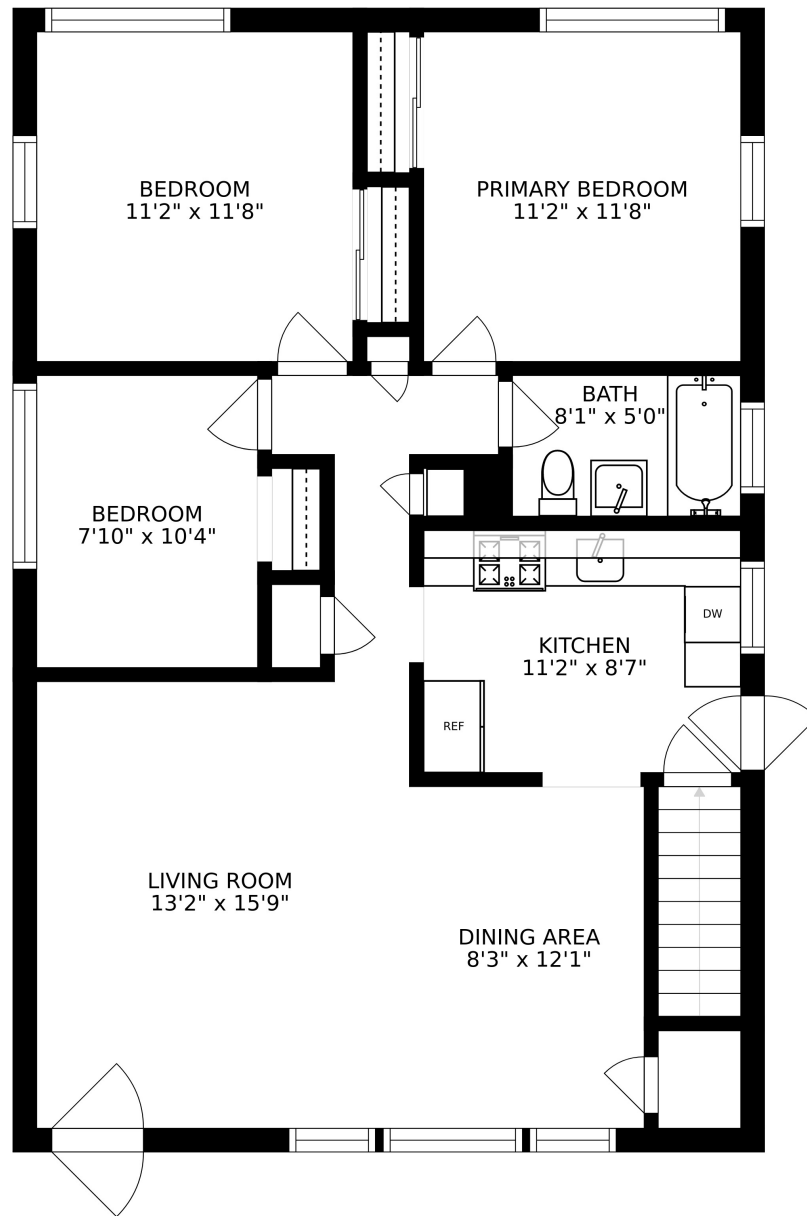 BEDROOM
11'2" x 11'8"
PRIMARY BEDROOM
11'2" x 11'8"
BATH
8'1" x 5'0"
BEDROOM
7'10" x 10'4"
DW
KITCHEN
11'2" x 8'7"
REF
LIVING ROOM
13'2" x 15'9"
DINING AREA
8'3" x 12'1"